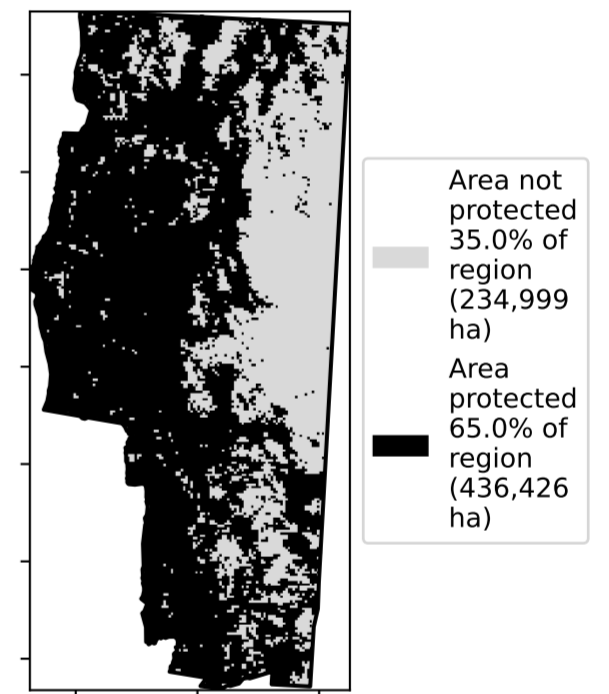 Area not
protected
35.0% of
region
(234,999
ha)
Area
protected
65.0% of
region
(436,426
ha)